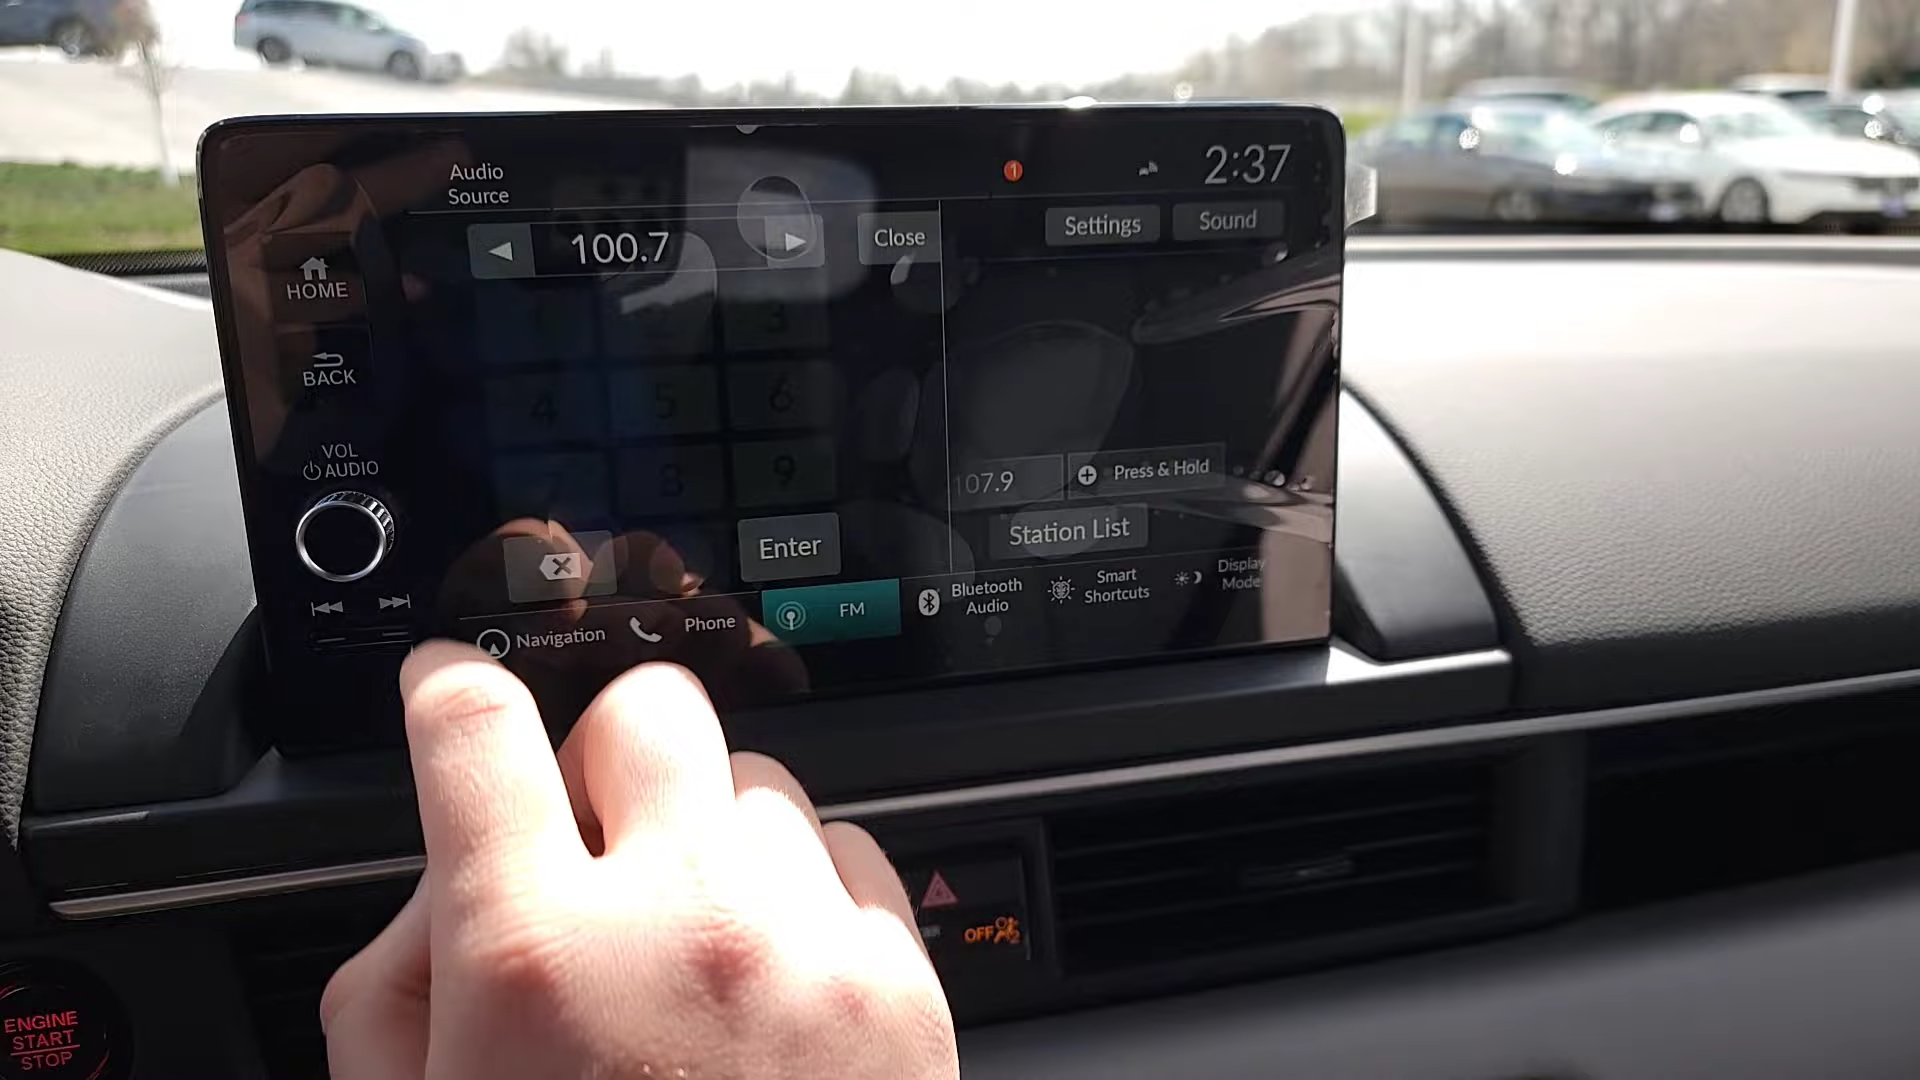 Audio
Source
1
2:37
100.7
Close
Settings
Sound
HOME
BACK
3
4
5
6
8
9
VOL
AUDIO
107.9
Press & Hold
Station List
Enter
Navigation
Phone
FM
Bluetooth
Audio
Smart
Shortcuts
Display
Mode
OFF
2
ENGINE
START
STOP